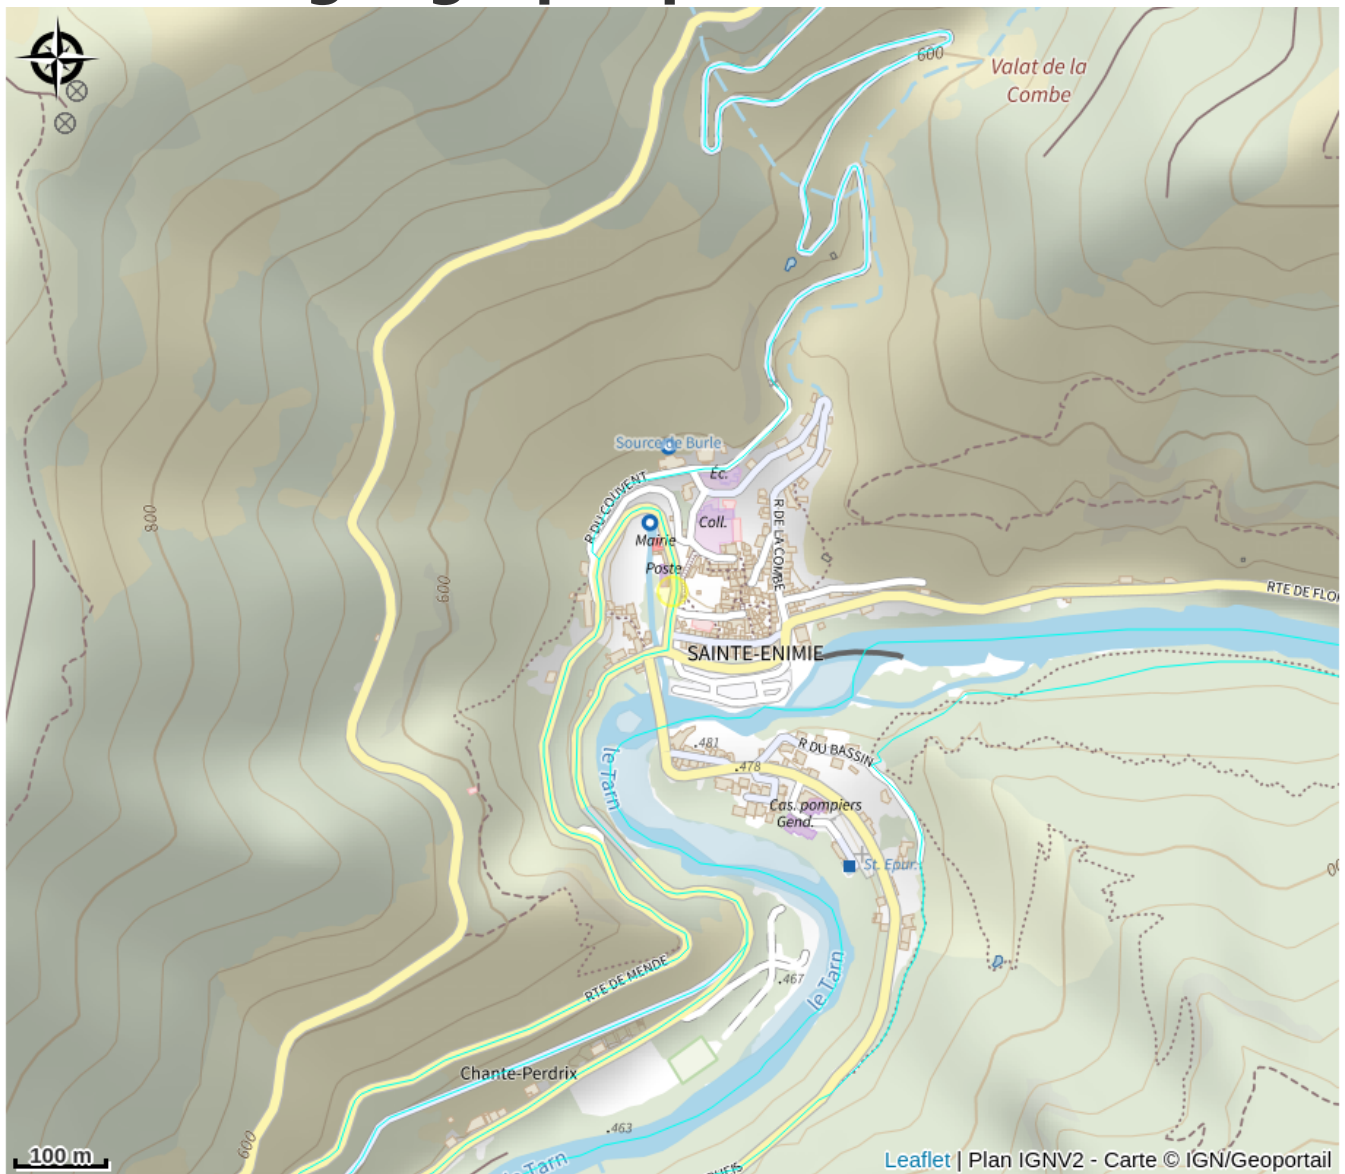 600
Valat de la
Combe
Source de Burle
Éc.
R DU COUVENT
Coll.
R DE LA COMBE
800
Mairie
Poste
600
RTE DE FLOR
SAINTE-ENIMIE
.481
R DU BASSIN
le Tarn
.478
Cas. pompiers
Gend.
St. Epur.
RTE DE MENDE
.467
le Tarn
Chante-Perdrix
.463
600
le Tarn
100 m
Leaflet | Plan IGNV2 - Carte © IGN/Geoportail